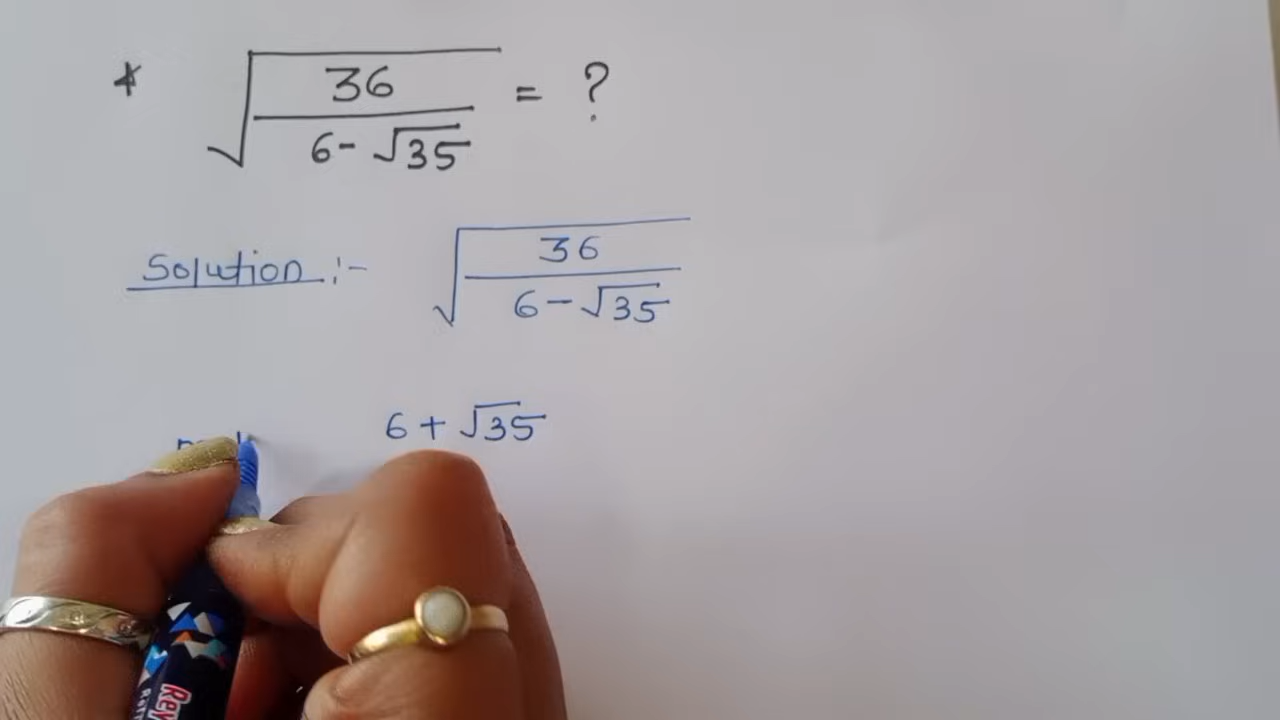 * √(36/(6-√35)) = ?
Solution :- √(36/(6-√35))
6+√35